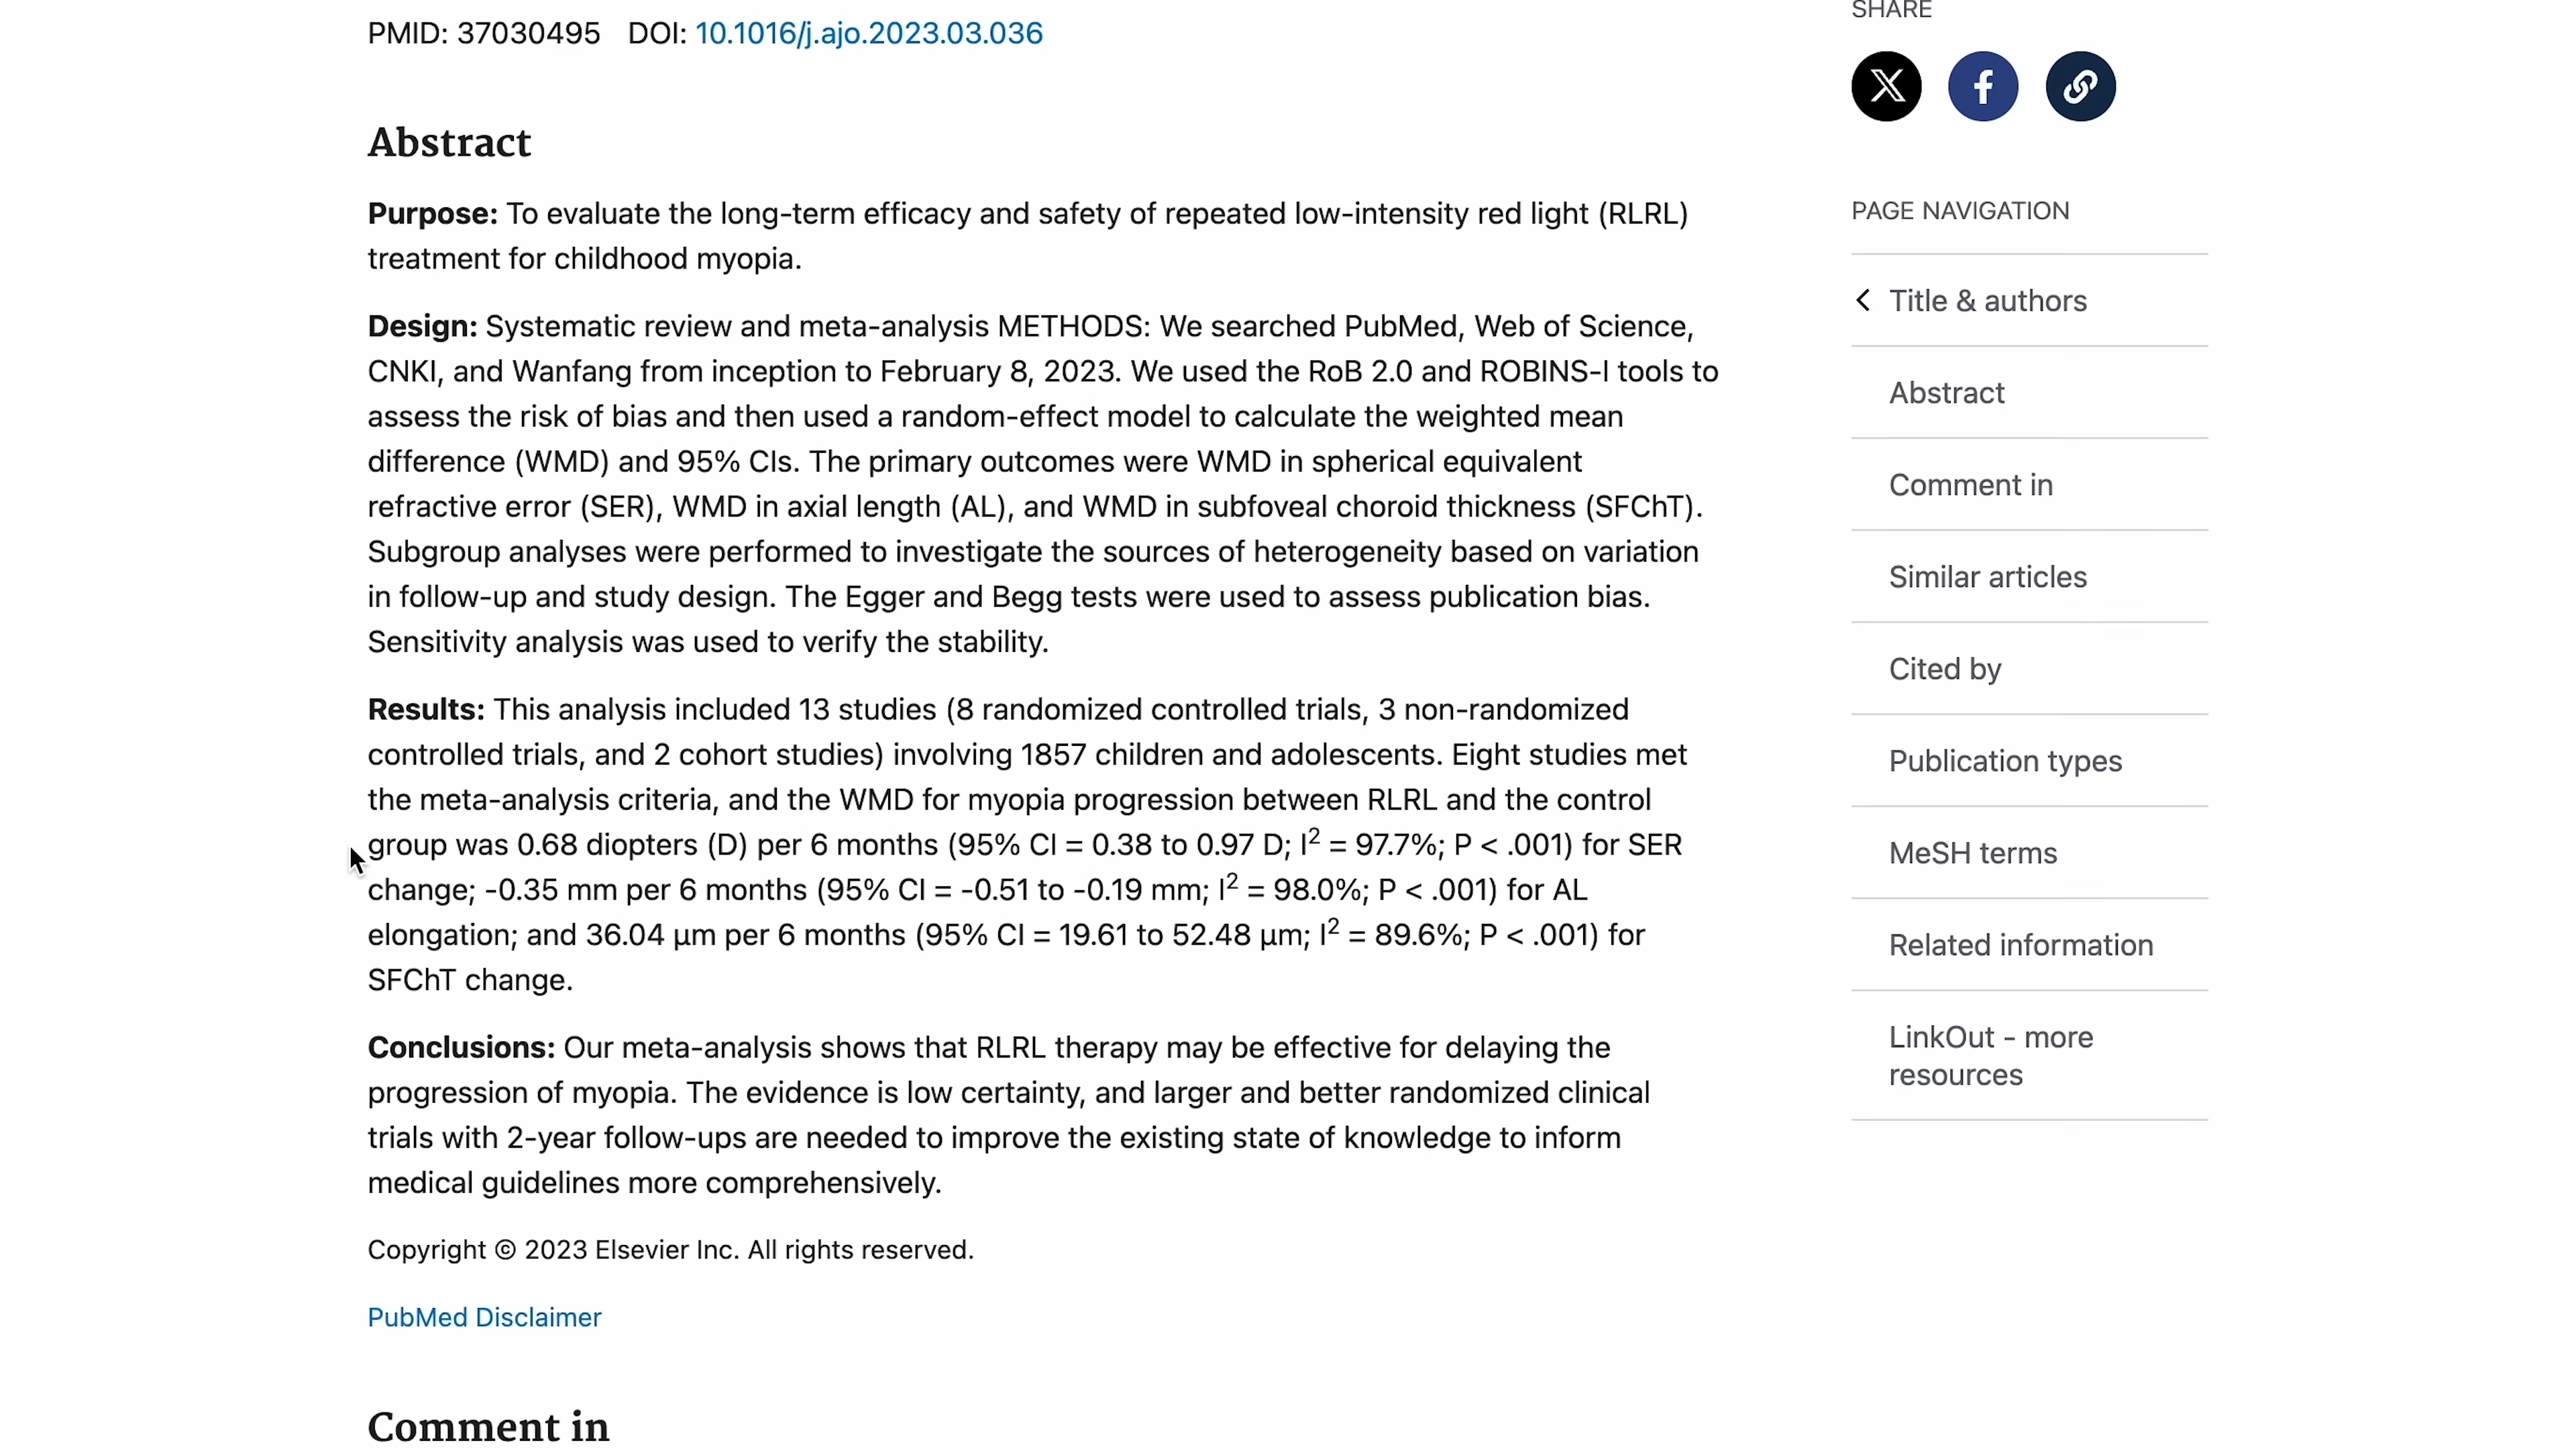 PMID: 37030495 DOI: 10.1016/j.ajo.2023.03.036
Abstract
Purpose: To evaluate the long-term efficacy and safety of repeated low-intensity red light (RLRL)
treatment for childhood myopia.
Design: Systematic review and meta-analysis METHODS: We searched PubMed, Web of Science,
CNKI, and Wanfang from inception to February 8, 2023. We used the RoB 2.0 and ROBINS-I tools to
assess the risk of bias and then used a random-effect model to calculate the weighted mean
difference (WMD) and 95% CIs. The primary outcomes were WMD in spherical equivalent
refractive error (SER), WMD in axial length (AL), and WMD in subfoveal choroid thickness (SFChT).
Subgroup analyses were performed to investigate the sources of heterogeneity based on variation
in follow-up and study design. The Egger and Begg tests were used to assess publication bias.
Sensitivity analysis was used to verify the stability.
Results: This analysis included 13 studies (8 randomized controlled trials, 3 non-randomized
controlled trials, and 2 cohort studies) involving 1857 children and adolescents. Eight studies met
the meta-analysis criteria, and the WMD for myopia progression between RLRL and the control
group was 0.68 diopters (D) per 6 months (95% CI = 0.38 to 0.97 D; I² = 97.7%; P < .001) for SER
change; -0.35 mm per 6 months (95% CI = -0.51 to -0.19 mm; I² = 98.0%; P < .001) for AL
elongation; and 36.04 µm per 6 months (95% CI = 19.61 to 52.48 µm; I² = 89.6%; P < .001) for
SFChT change.
Conclusions: Our meta-analysis shows that RLRL therapy may be effective for delaying the
progression of myopia. The evidence is low certainty, and larger and better randomized clinical
trials with 2-year follow-ups are needed to improve the existing state of knowledge to inform
medical guidelines more comprehensively.
Copyright © 2023 Elsevier Inc. All rights reserved.
PubMed Disclaimer
Comment in
SHARE
PAGE NAVIGATION
Title & authors
Abstract
Comment in
Similar articles
Cited by
Publication types
MeSH terms
Related information
LinkOut - more
resources